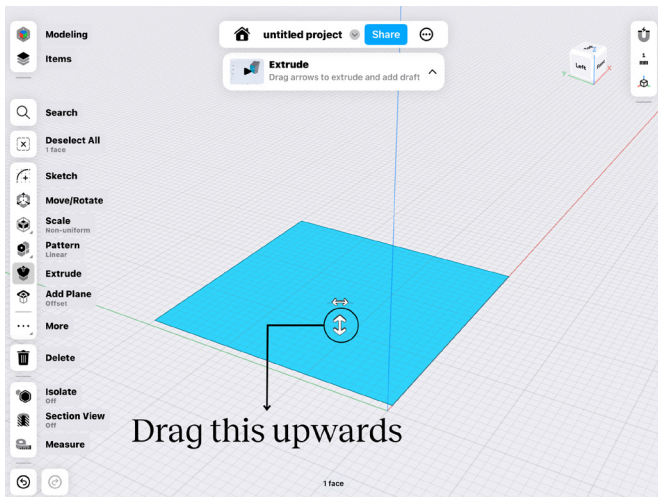 Modeling
Items
untitled project
Share
Extrude
Drag arrows to extrude and add draft
Search
Deselect All
1 face
Sketch
Move/Rotate
Scale
Non-uniform
Pattern
Linear
Extrude
Add Plane
Offset
More
Delete
Isolate
Off
Section View
Off
Measure
Drag this upwards
1 face
Left
Front
Z
Y
X
1
mm